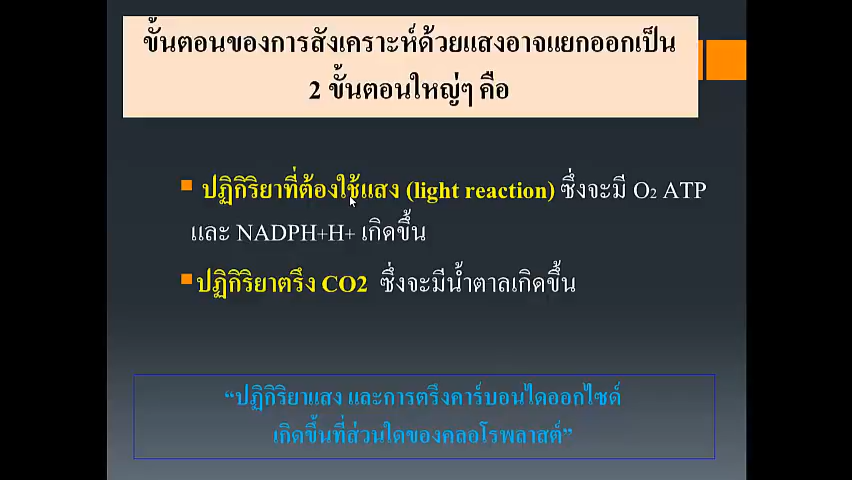 ขั้นตอนของการสังเคราะห์ด้วยแสงอาจแยกออกเป็น
2 ขั้นตอนใหญ่ๆ คือ
ปฏิกิริยาที่ต้องใช้แสง (light reaction) ซึ่งจะมี O2 ATP
และ NADPH+H+ เกิดขึ้น
ปฏิกิริยาตรึง CO2 ซึ่งจะมีน้ำตาลเกิดขึ้น
“ปฏิกิริยาแสง และการตรึงคาร์บอนไดออกไซด์
เกิดขึ้นที่ส่วนใดของคลอโรพลาสต์”